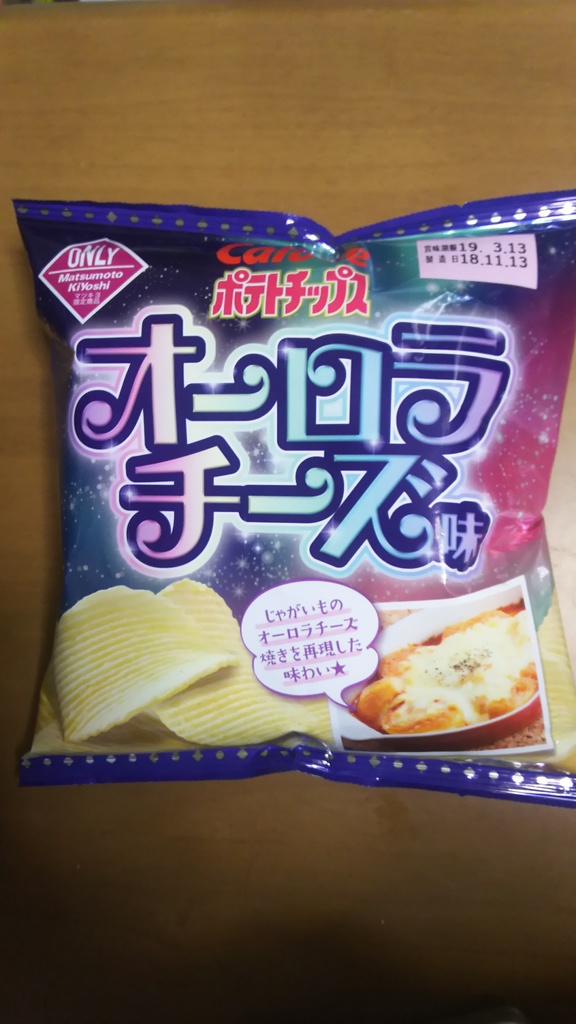 ONLY
Matsumoto
KiYoshi
マツキヨ
限定商品
Calbee
ポテトチップス
賞味期限19. 3.13
製造日18.11.13
オーロラ
チーズ味
じゃがいもの
オーロラチーズ
焼きを再現した
味わい★